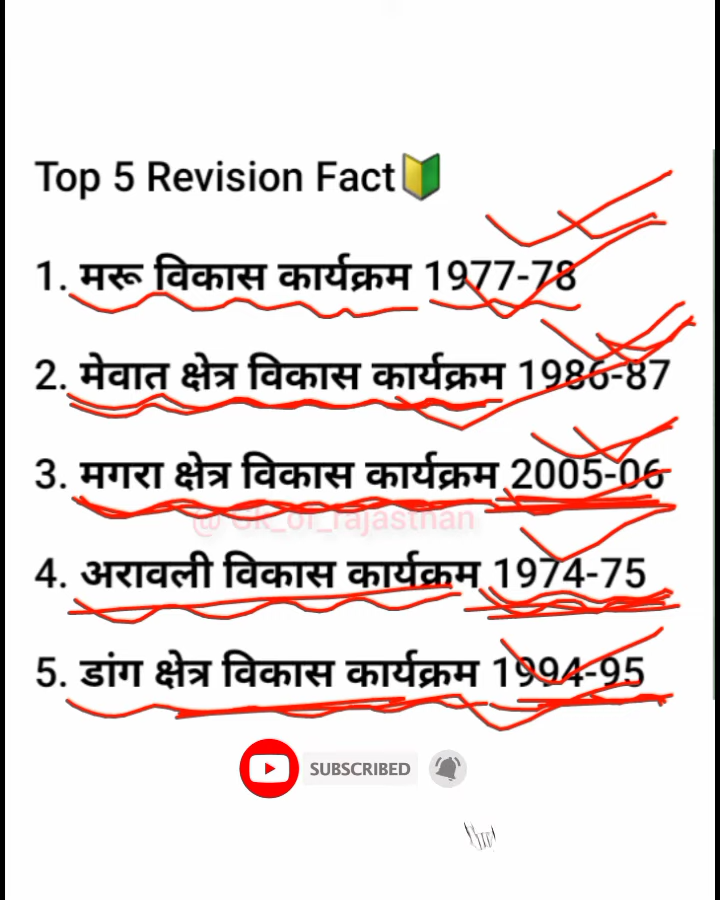 Top 5 Revision Fact🔰
1. मरू विकास कार्यक्रम 1977-78
2. मेवात क्षेत्र विकास कार्यक्रम 1986-87
3. मगरा क्षेत्र विकास कार्यक्रम 2005-06
@ Gk_of_rajasthan
4. अरावली विकास कार्यक्रम 1974-75
5. डांग क्षेत्र विकास कार्यक्रम 1994-95
SUBSCRIBED